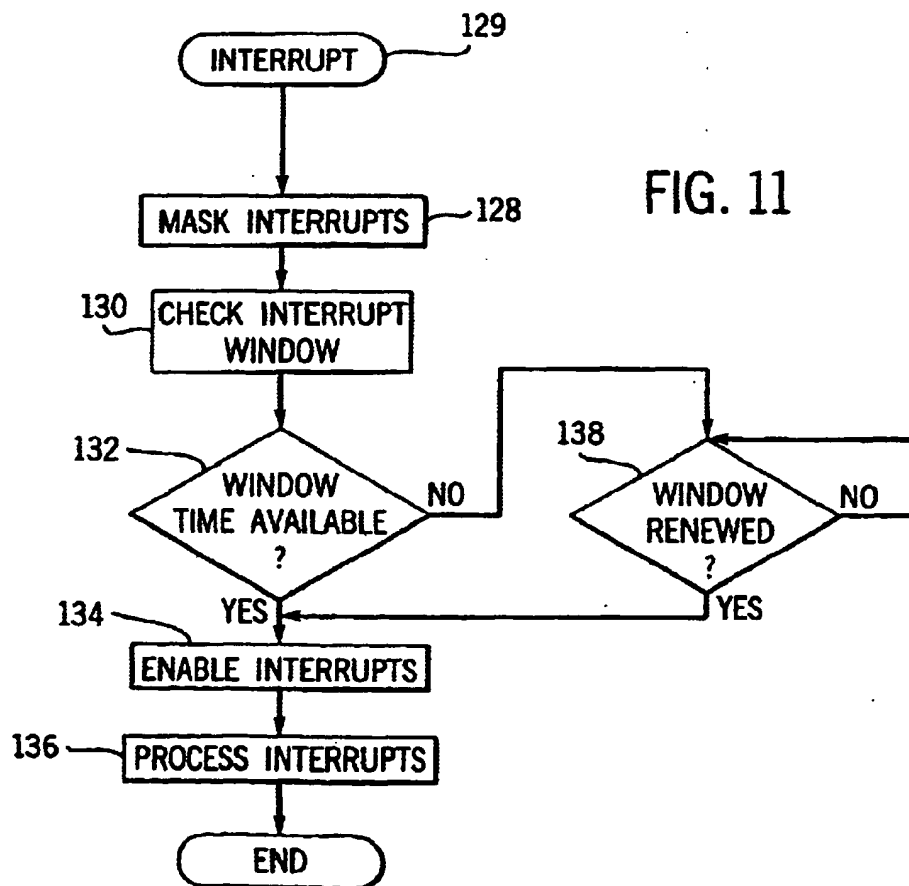 129
INTERRUPT
FIG. 11
MASK INTERRUPTS
128
130
CHECK INTERRUPT
WINDOW
132
WINDOW
TIME AVAILABLE
?
NO
YES
138
WINDOW
RENEWED
?
NO
YES
134
ENABLE INTERRUPTS
136
PROCESS INTERRUPTS
END